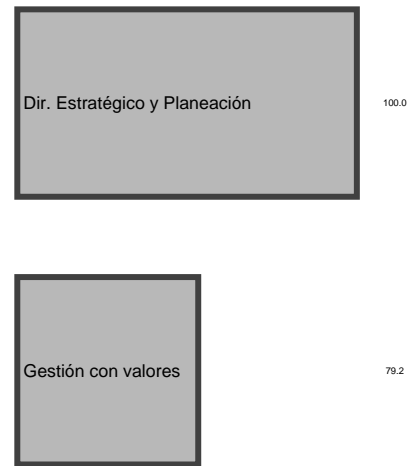 Dir. Estratégico y Planeación
100.0
Gestión con valores
79.2